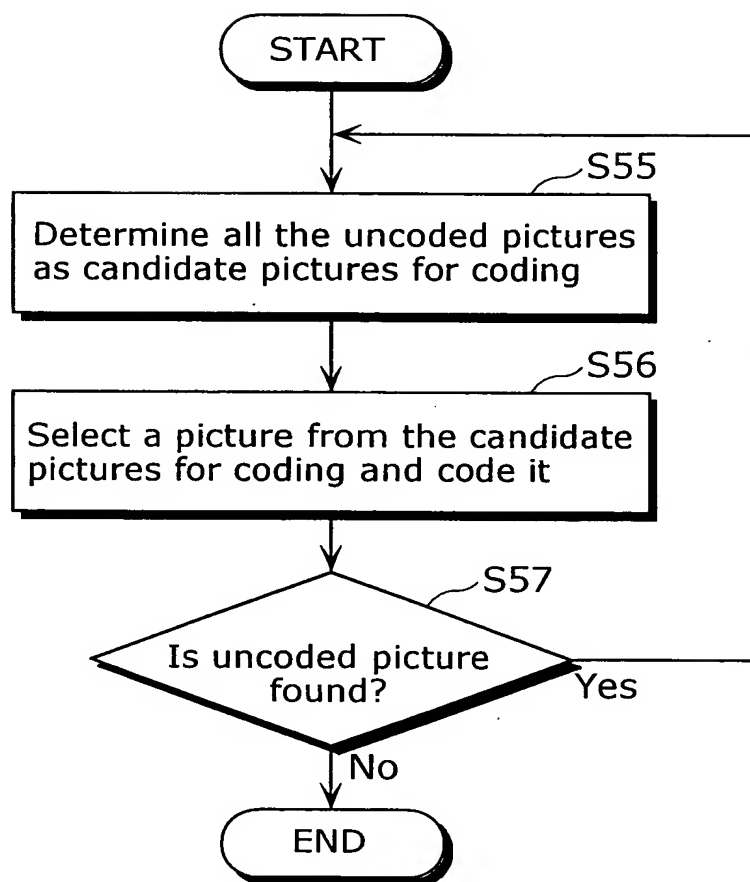 START
S55
Determine all the uncoded pictures
as candidate pictures for coding
S56
Select a picture from the candidate
pictures for coding and code it
S57
Is uncoded picture
found?
Yes
No
END